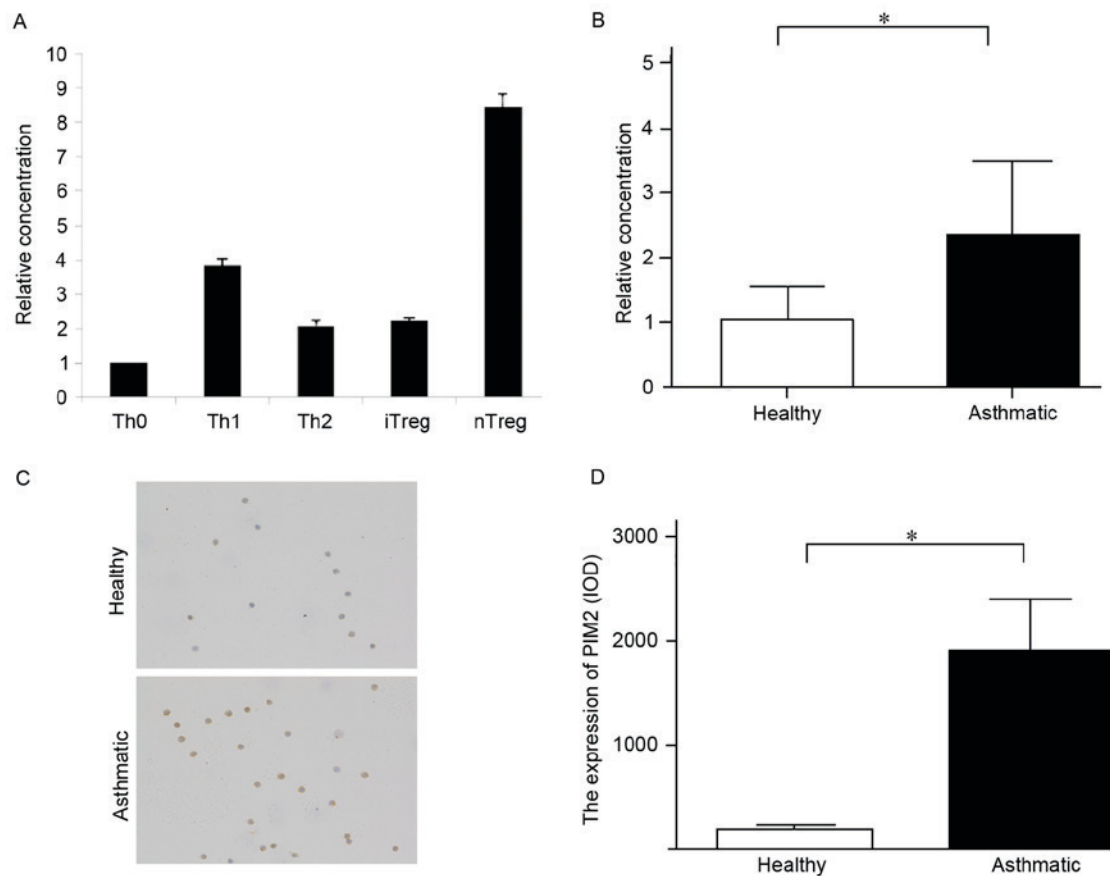 A
Relative concentration
10
9
8
7
6
5
4
3
2
1
0
Th0 Th1 Th2 iTreg nTreg
B
*
Relative concentration
5
4
3
2
1
0
Healthy Asthmatic
C
Healthy
Asthmatic
D
*
The expression of PIM2 (IOD)
3000
2000
1000
Healthy Asthmatic